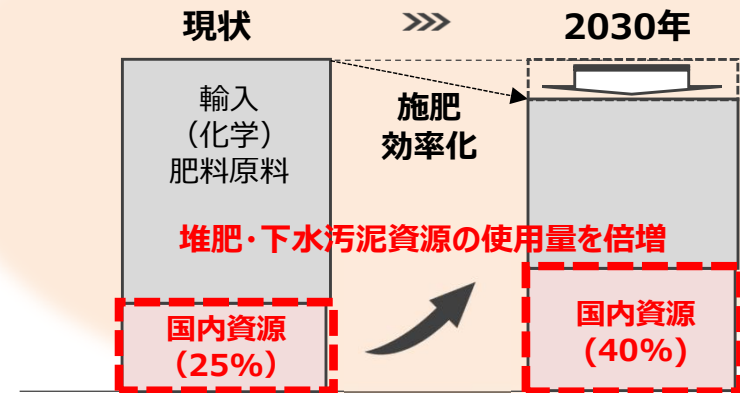 現状
>>>
2030年
輸入
（化学）
肥料原料
施肥
効率化
堆肥・下水汚泥資源の使用量を倍増
国内資源
（25%）
国内資源
（40%）